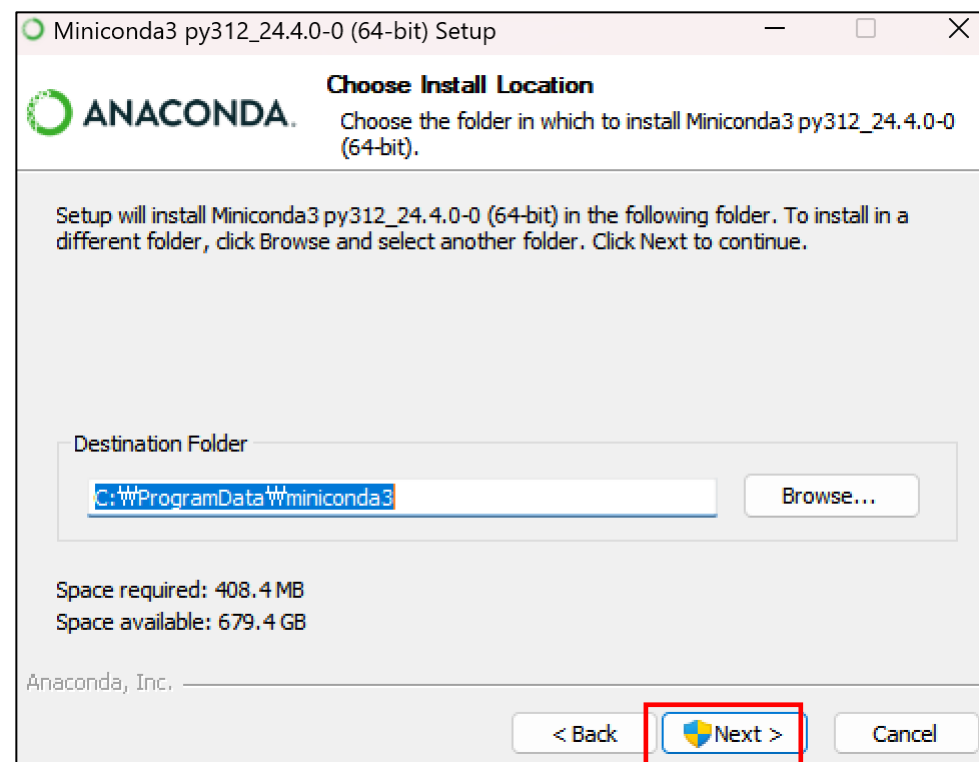 Miniconda3 py312_24.4.0-0 (64-bit) Setup
ANACONDA.
Choose Install Location
Choose the folder in which to install Miniconda3 py312_24.4.0-0
(64-bit).
Setup will install Miniconda3 py312_24.4.0-0 (64-bit) in the following folder. To install in a
different folder, click Browse and select another folder. Click Next to continue.
Destination Folder
C:₩ProgramData₩miniconda3
Browse...
Space required: 408.4 MB
Space available: 679.4 GB
Anaconda, Inc.
< Back
Next >
Cancel